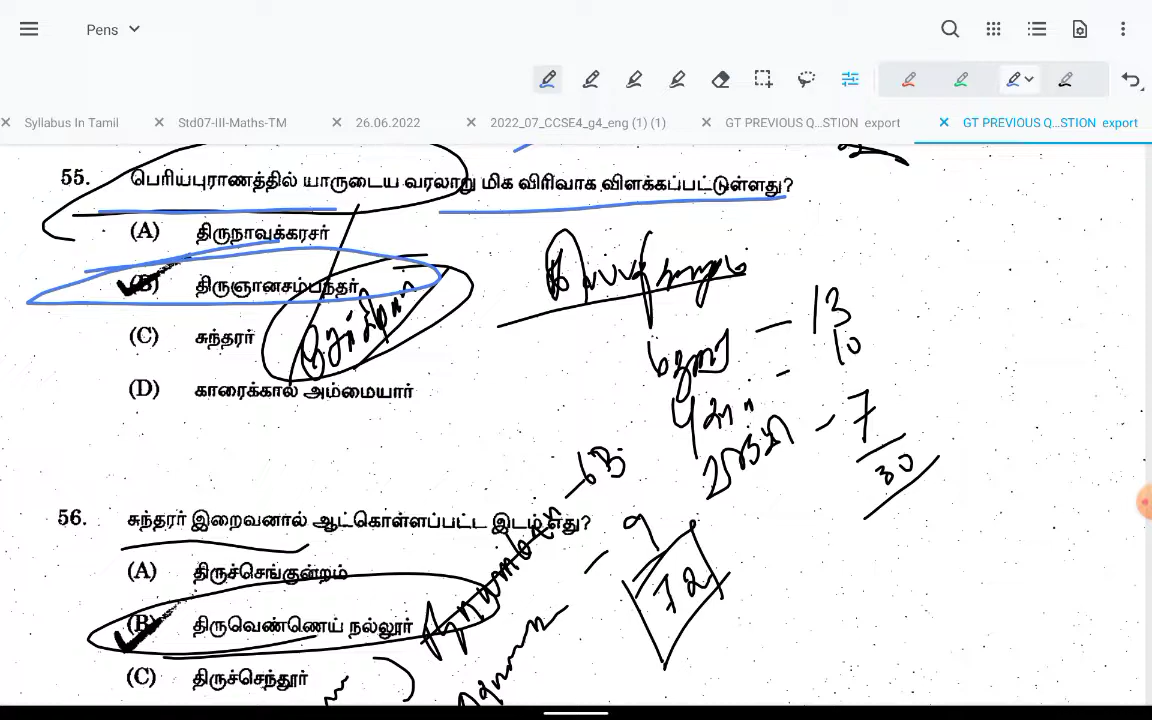 Pens
Syllabus In Tamil
Std07-III-Maths-TM
26.06.2022
2022_07_CCSE4_g4_eng (1) (1)
GT PREVIOUS Q...STION export
GT PREVIOUS Q...STION export
55. பெரிய்புராணத்தில் யாருடைய வரலாறு மிக விரிவாக விளக்கப்பட்டுள்ளது?
(A) திருநாவுக்கரசர்
(B) திருஞானசம்பந்தர்
(C) சுந்தரர்
(D) காரைக்கால் அம்மையார்
மதுரை - 13
10
7
30
63
9
72
56. சுந்தரர் இறைவனால் ஆட்கொள்ளப்பட்ட இடம் எது?
(A) திருச்செங்குன்றம்
(B) திருவெண்ணெய் நல்லூர்
(C) திருச்செந்தூர்